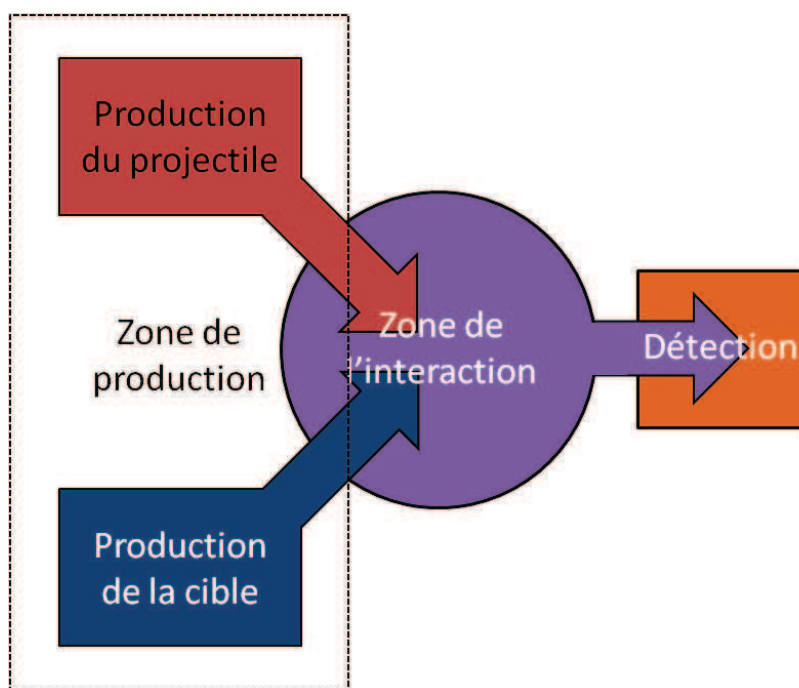 Production
du projectile
Zone de
production
Zone de
l'interaction
Détection
Production
de la cible